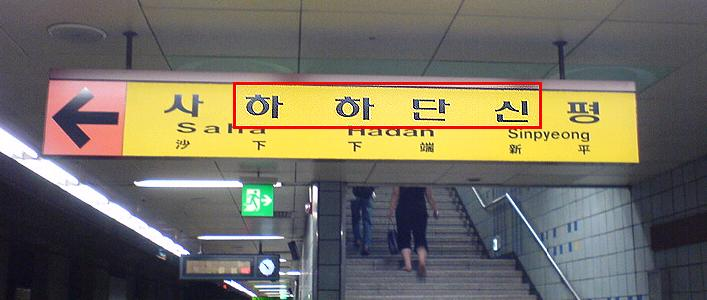 사하 하단 신평
Saha Hadan Sinpyeong
沙下 下端 新平